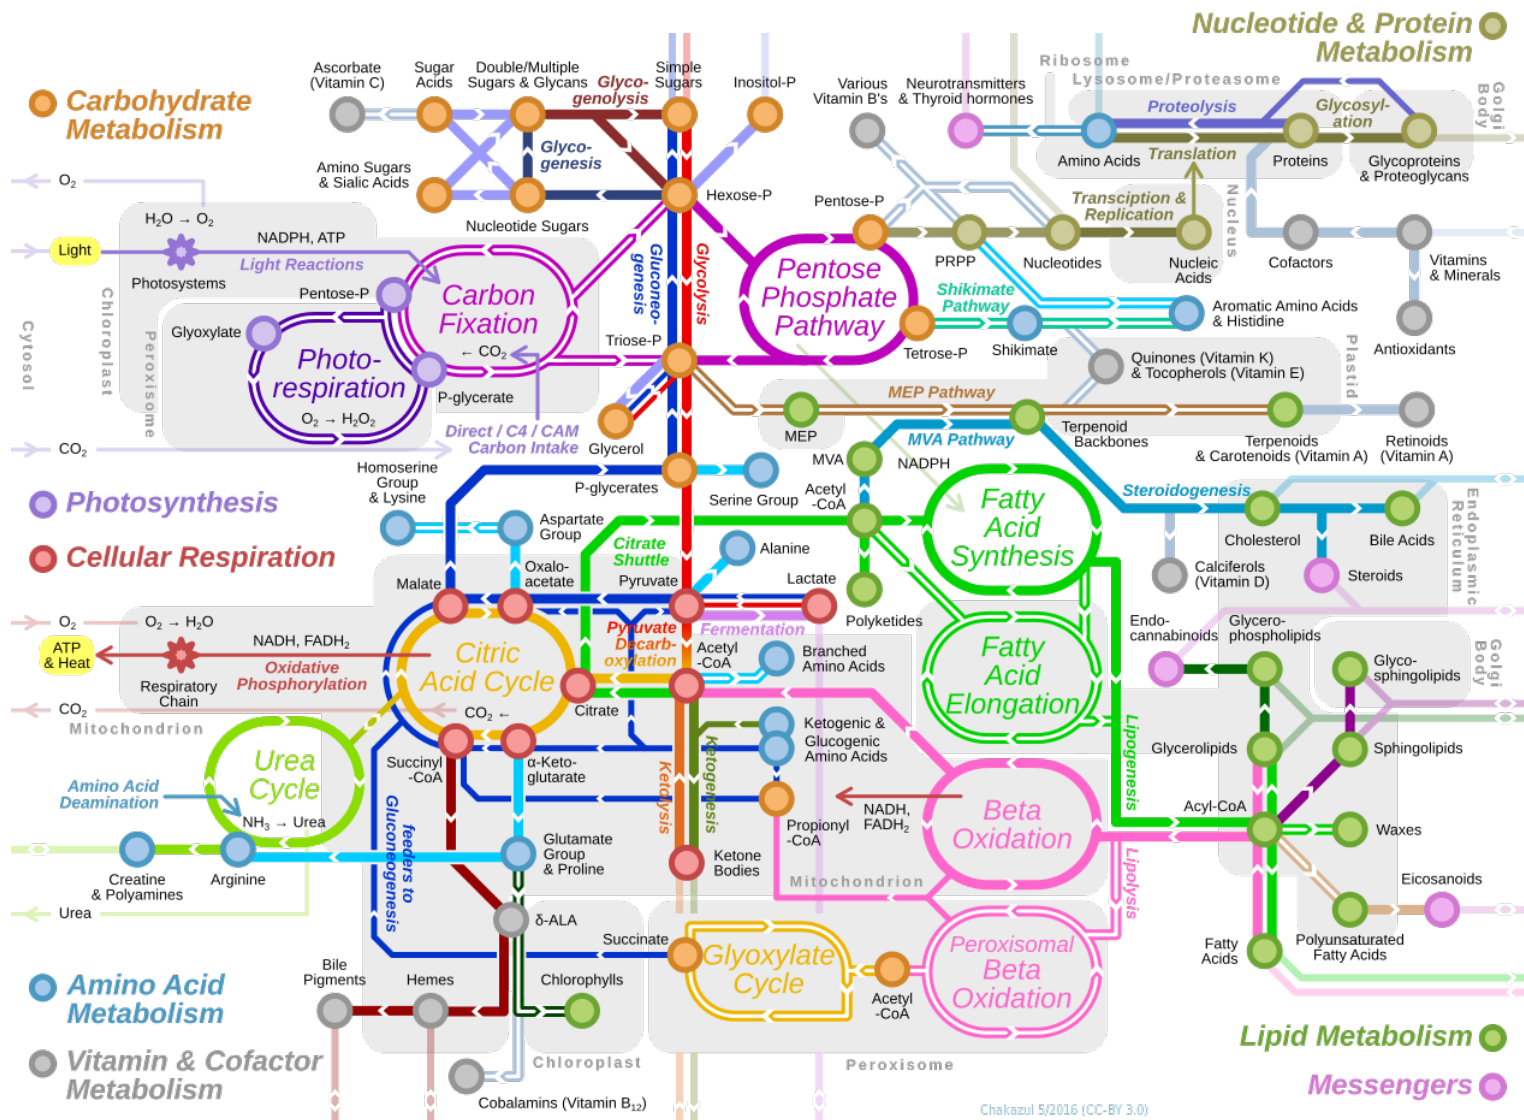 Nucleotide & Protein
Metabolism
Carbohydrate
Metabolism
Ascorbate
(Vitamin C)
Sugar
Acids
Double/Multiple
Sugars & Glycans
Glyco-
genolysis
Simple
Sugars
Inositol-P
Various
Vitamin B's
Neurotransmitters
& Thyroid hormones
Ribosome
Lysosome/Proteasome
Proteolysis
Glycosyl-
ation
Golgi
Body
Amino Sugars
& Sialic Acids
Glyco-
genesis
Nucleotide Sugars
Hexose-P
Amino Acids
Translation
Proteins
Glycoproteins
& Proteoglycans
Pentose-P
Transciption &
Replication
Nucleus
O₂
H₂O → O₂
Light
NADPH, ATP
Light Reactions
Photosystems
Chloroplast
Cytosol
Peroxisome
Pentose-P
Carbon
Fixation
← CO₂
Gluconeo-
genesis
Glycolysis
Pentose
Phosphate
Pathway
PRPP
Nucleotides
Nucleic
Acids
Cofactors
Vitamins
& Minerals
Shikimate
Pathway
Aromatic Amino Acids
& Histidine
Tetrose-P
Shikimate
Antioxidants
Glyoxylate
Photo-
respiration
O₂ → H₂O₂
Triose-P
P-glycerate
Direct / C4 / CAM
Carbon Intake
Glycerol
CO₂
Quinones (Vitamin K)
& Tocopherols (Vitamin E)
Plastid
MEP Pathway
MEP
MVA Pathway
Terpenoid
Backbones
Terpenoids
& Carotenoids (Vitamin A)
Retinoids
(Vitamin A)
MVA
NADPH
Acetyl
-CoA
Homoserine
Group
& Lysine
P-glycerates
Serine Group
Photosynthesis
Cellular Respiration
Aspartate
Group
Citrate
Shuttle
Alanine
Fatty
Acid
Synthesis
Steroidogenesis
Cholesterol
Bile Acids
Endoplasmic
Reticulum
Calciferols
(Vitamin D)
Steroids
Malate
Oxalo-
acetate
Pyruvate
Lactate
Polyketides
Fermentation
Pyruvate
Decarb-
oxylation
O₂
O₂ → H₂O
ATP
& Heat
NADH, FADH₂
Oxidative
Phosphorylation
Respiratory
Chain
CO₂
Mitochondrion
Citric
Acid Cycle
CO₂ ←
Acetyl
-CoA
Branched
Amino Acids
Citrate
Fatty
Acid
Elongation
Endo-
cannabinoids
Glycero-
phospholipids
Glyco-
sphingolipids
Golgi
Body
Urea
Cycle
NH₃ → Urea
Amino Acid
Deamination
Succinyl
-CoA
α-Keto-
glutarate
Ketogenic &
Glucogenic
Amino Acids
Ketolysis
Ketogenesis
Lipogenesis
Glycerolipids
Sphingolipids
Acyl-CoA
Waxes
NADH,
FADH₂
Beta
Oxidation
Propionyl
-CoA
feeders to
Gluconeogenesis
Glutamate
Group
& Proline
Ketone
Bodies
Mitochondrion
Lipolysis
Creatine
& Polyamines
Arginine
Urea
Eicosanoids
δ-ALA
Succinate
Glyoxylate
Cycle
Acetyl
-CoA
Peroxisomal
Beta
Oxidation
Fatty
Acids
Polyunsaturated
Fatty Acids
Amino Acid
Metabolism
Bile
Pigments
Hemes
Chlorophylls
Chloroplast
Peroxisome
Vitamin & Cofactor
Metabolism
Cobalamins (Vitamin B₁₂)
Lipid Metabolism
Messengers
Chakazul 5/2016 (CC-BY 3.0)